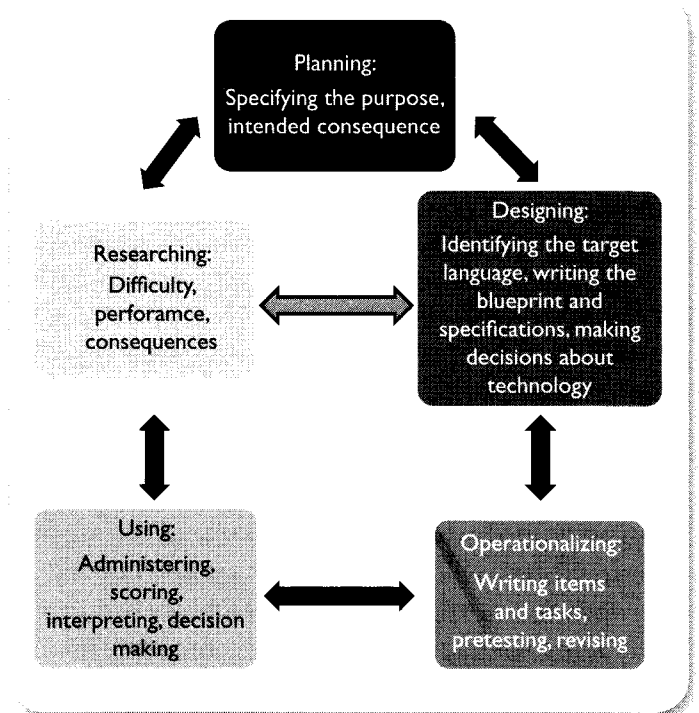 Planning:
Specifying the purpose,
intended consequence
Designing:
Identifying the target
language, writing the
blueprint and
specifications, making
decisions about
technology
Researching:
Difficulty,
perforamce,
consequences
Using:
Administering,
scoring,
interpreting, decision
making
Operationalizing:
Writing items
and tasks,
pretesting, revising